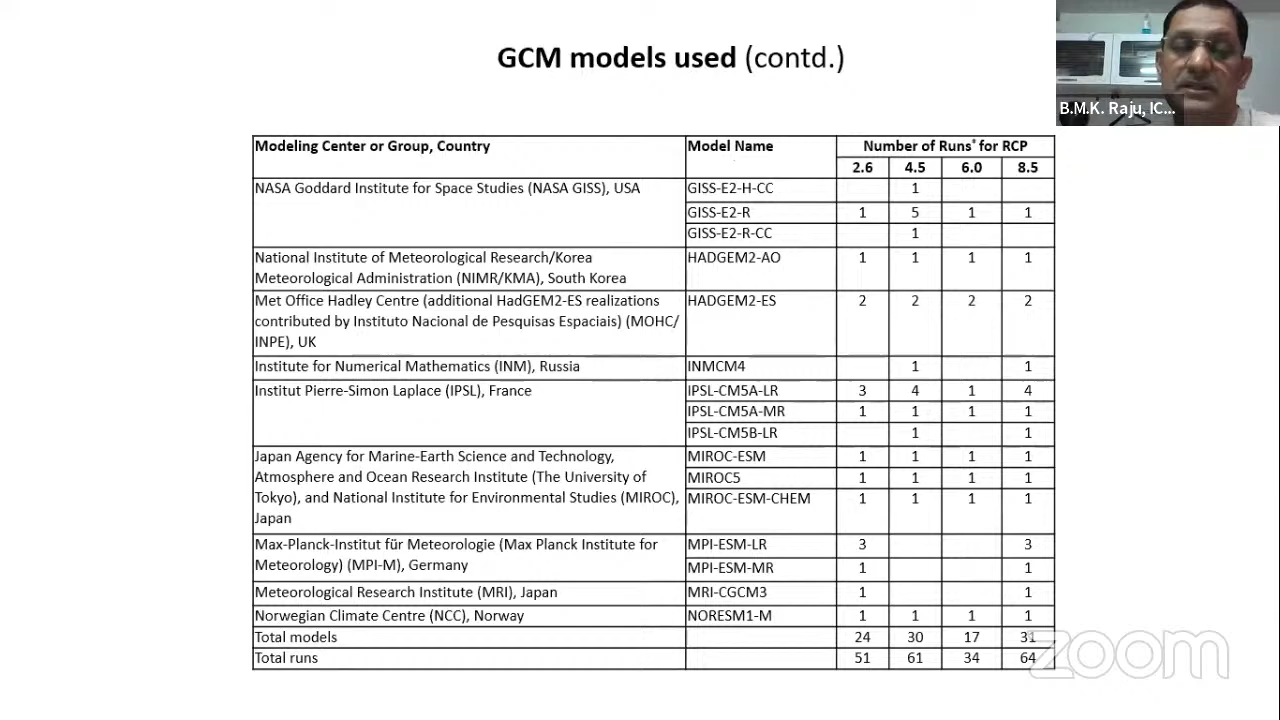 GCM models used (contd.)
B.M.K. Raju, IC...
Modeling Center or Group, Country Model Name Number of Runs* for RCP
2.6 4.5 6.0 8.5
NASA Goddard Institute for Space Studies (NASA GISS), USA GISS-E2-H-CC 1
GISS-E2-R 1 5 1 1
GISS-E2-R-CC 1
National Institute of Meteorological Research/Korea HADGEM2-AO 1 1 1 1
Meteorological Administration (NIMR/KMA), South Korea
Met Office Hadley Centre (additional HadGEM2-ES realizations HADGEM2-ES 2 2 2 2
contributed by Instituto Nacional de Pesquisas Espaciais) (MOHC/
INPE), UK
Institute for Numerical Mathematics (INM), Russia INMCM4 1 1
Institut Pierre-Simon Laplace (IPSL), France IPSL-CM5A-LR 3 4 1 4
IPSL-CM5A-MR 1 1 1 1
IPSL-CM5B-LR 1 1
Japan Agency for Marine-Earth Science and Technology, MIROC-ESM 1 1 1 1
Atmosphere and Ocean Research Institute (The University of MIROC5 1 1 1 1
Tokyo), and National Institute for Environmental Studies (MIROC), MIROC-ESM-CHEM 1 1 1 1
Japan
Max-Planck-Institut für Meteorologie (Max Planck Institute for MPI-ESM-LR 3 3
Meteorology) (MPI-M), Germany MPI-ESM-MR 1 1
Meteorological Research Institute (MRI), Japan MRI-CGCM3 1 1
Norwegian Climate Centre (NCC), Norway NORESM1-M 1 1 1 1
Total models 24 30 17 31
Total runs 51 61 34 64
zoom